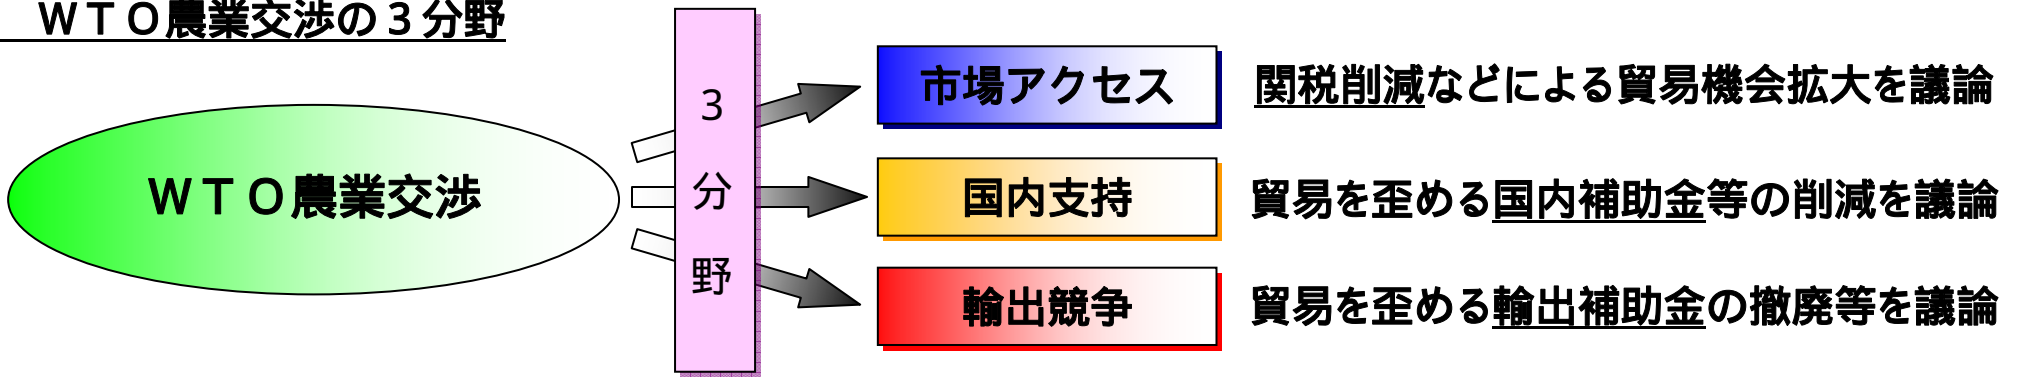 ＷＴＯ農業交渉の３分野
ＷＴＯ農業交渉
３分野
市場アクセス
関税削減などによる貿易機会拡大を議論
国内支持
貿易を歪める国内補助金等の削減を議論
輸出競争
貿易を歪める輸出補助金の撤廃等を議論